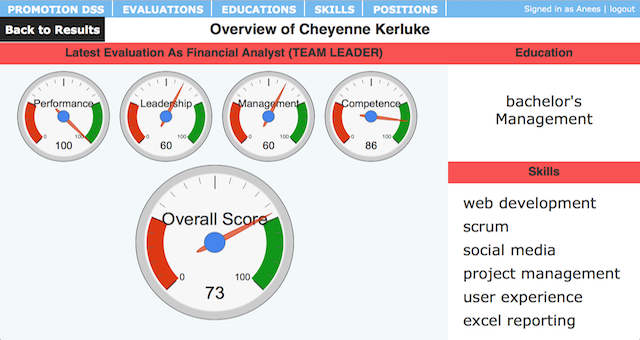 PROMOTION DSS EVALUATIONS EDUCATIONS SKILLS POSITIONS Signed in as Anees | logout
Back to Results Overview of Cheyenne Kerluke
Latest Evaluation As Financial Analyst (TEAM LEADER) Education
Performance Leadership Management Competence
0 100 0 100 0 100 0 100
100 60 60 86
bachelor's
Management
Overall Score
0 100
73
Skills
web development
scrum
social media
project management
user experience
excel reporting